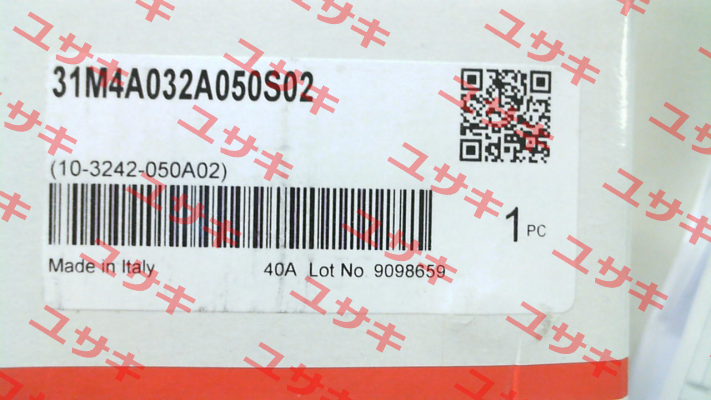 31M4A032A050S02
(10-3242-050A02)
1 PC
Made in Italy 40A Lot No 9098659
ユサキ